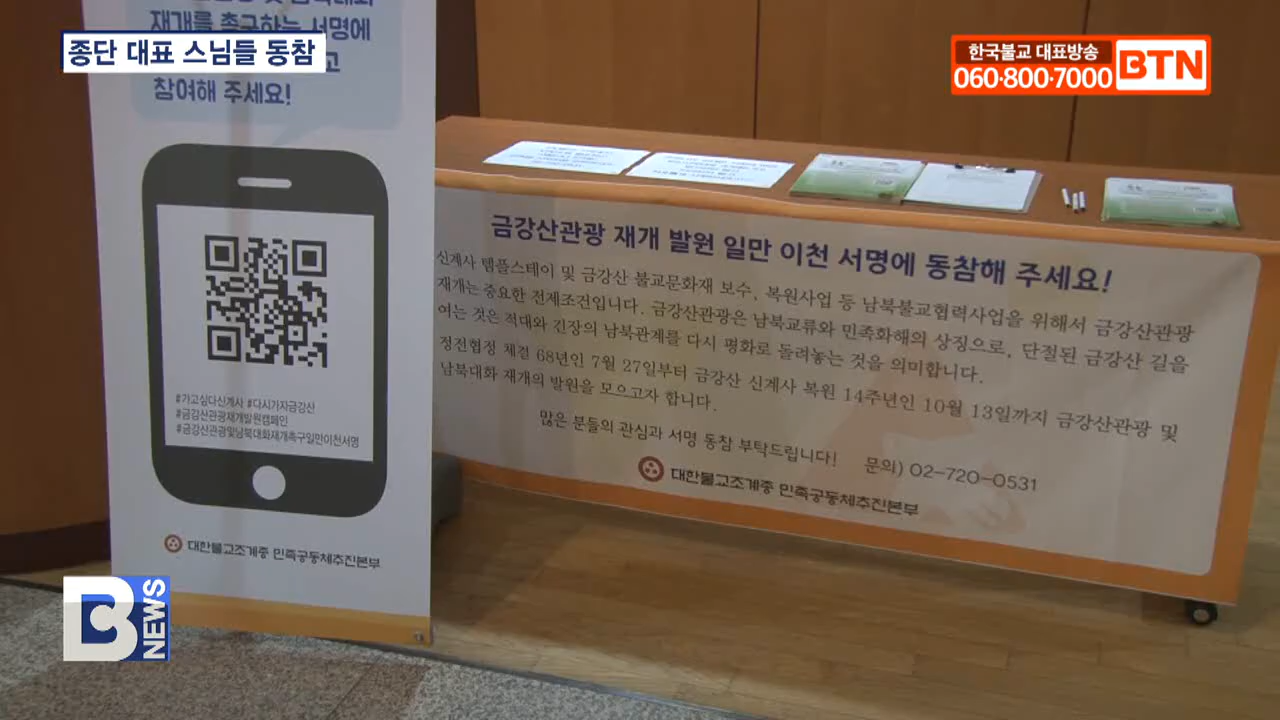 종단 대표 스님들 동참
한국불교 대표방송
060·800·7000
BTN
재개를 촉구하는 서명에
참여해 주세요!
#가고싶다신계사 #다시가자금강산
#금강산관광재개발원캠페인
#금강산관광및남북대화재개촉구일만이천서명
대한불교조계종 민족공동체추진본부
금강산관광 재개 발원 일만 이천 서명에 동참해 주세요!
신계사 템플스테이 및 금강산 불교문화재 보수, 복원사업 등 남북불교협력사업을 위해서 금강산관광
재개는 중요한 전제조건입니다. 금강산관광은 남북교류와 민족화해의 상징으로, 단절된 금강산 길을
여는 것은 적대와 긴장의 남북관계를 다시 평화로 돌려놓는 것을 의미합니다.
정전협정 체결 68년인 7월 27일부터 금강산 신계사 복원 14주년인 10월 13일까지 금강산관광 및
남북대화 재개의 발원을 모으고자 합니다.
많은 분들의 관심과 서명 동참 부탁드립니다! 문의) 02-720-0531
대한불교조계종 민족공동체추진본부
B NEWS